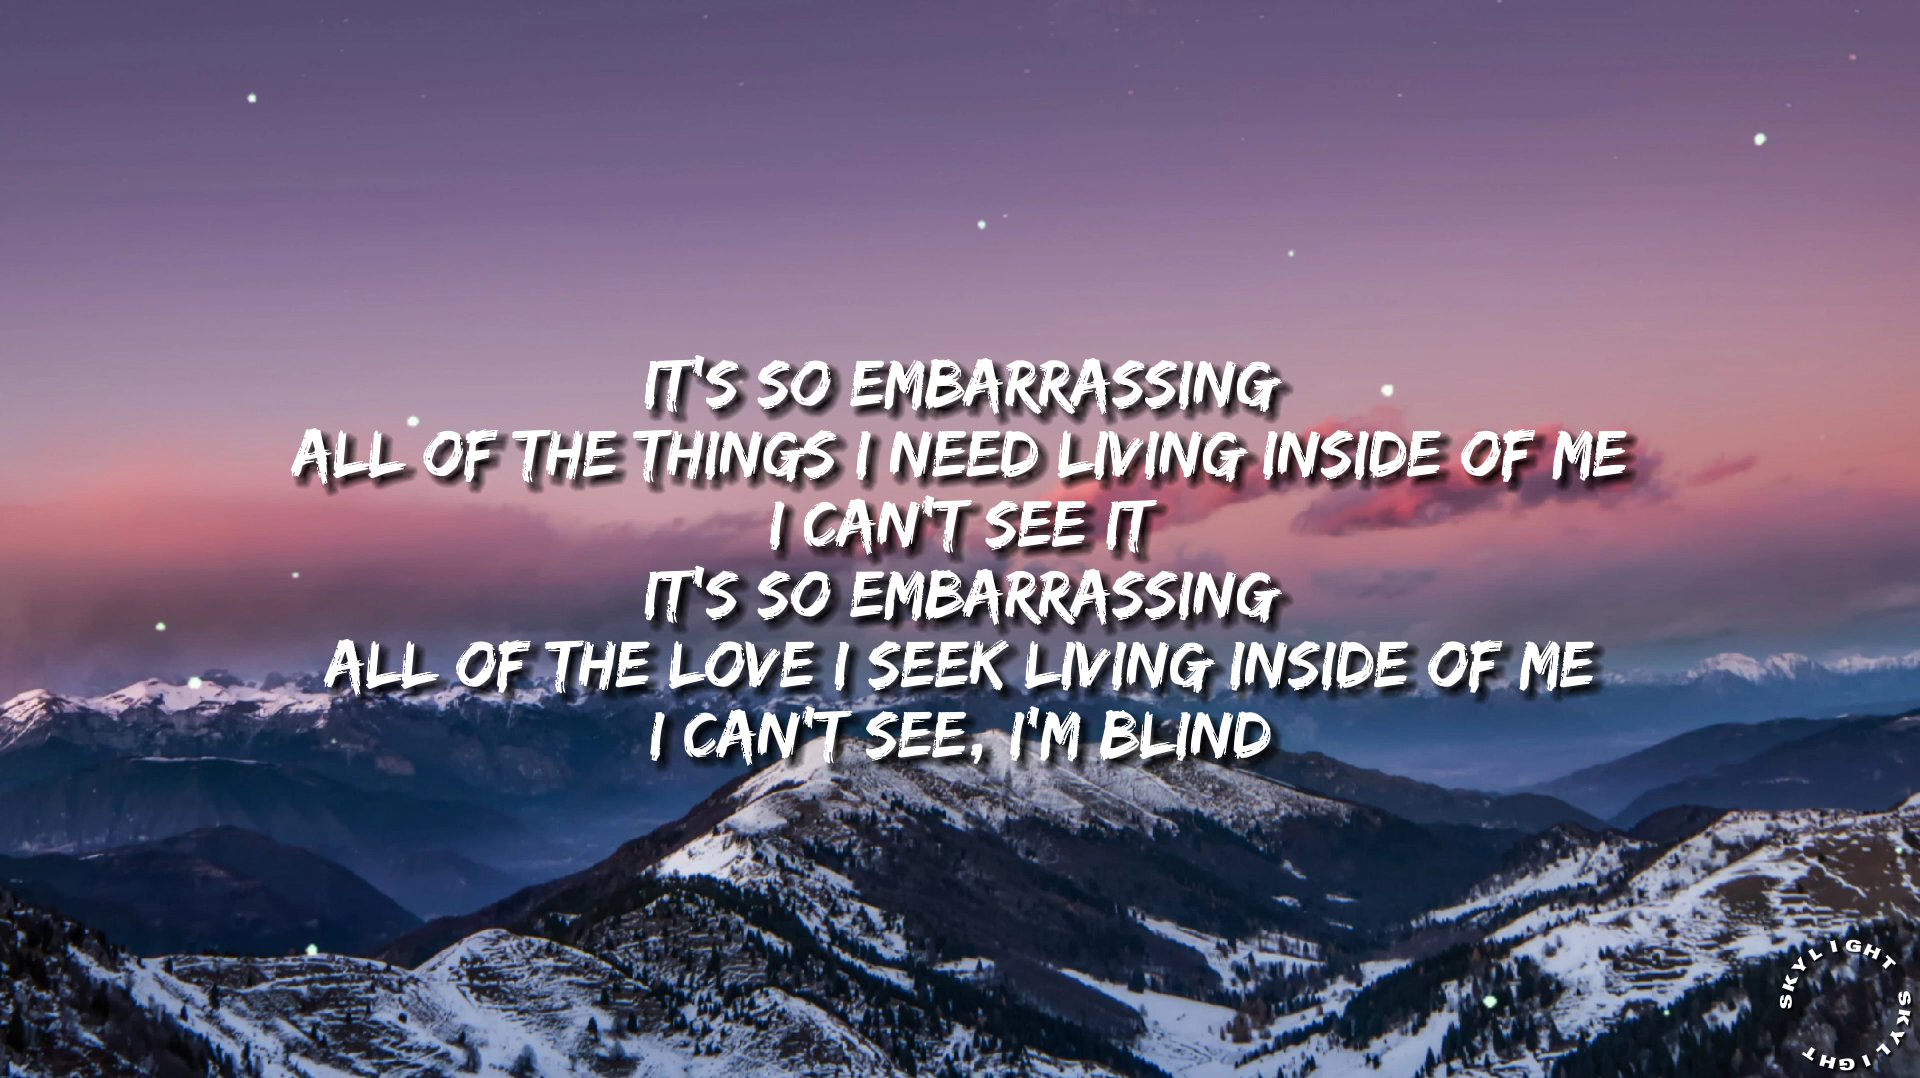 IT'S SO EMBARRASSING
ALL OF THE THINGS I NEED LIVING INSIDE OF ME
I CAN'T SEE IT
IT'S SO EMBARRASSING
ALL OF THE LOVE I SEEK LIVING INSIDE OF ME
I CAN'T SEE, I'M BLIND
SKYLIGHT SKYLIGHT